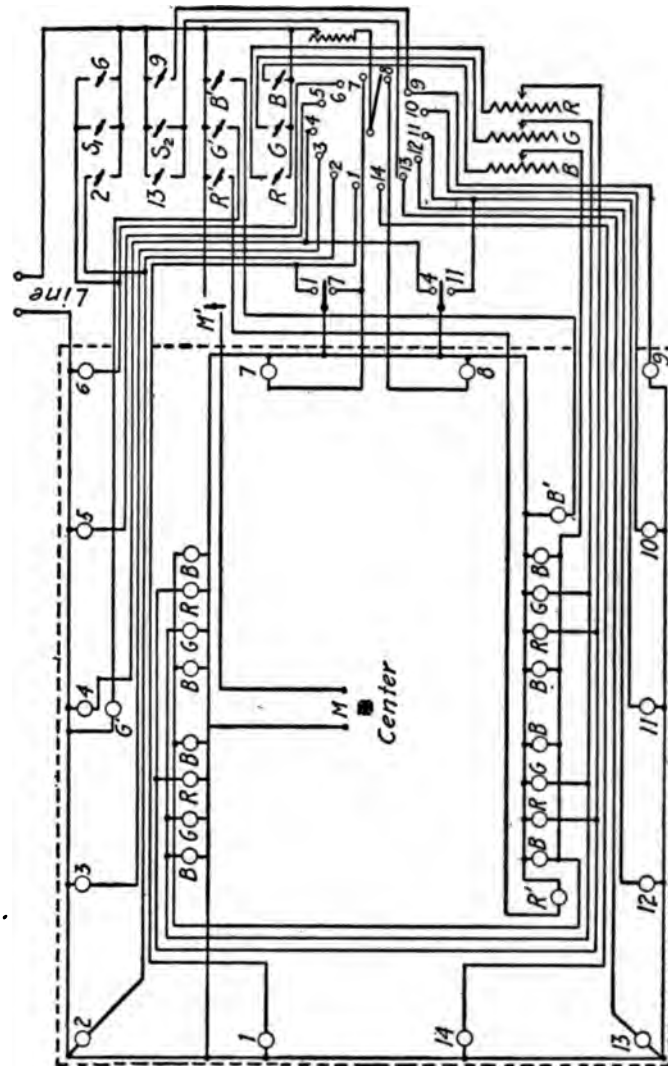 2 3 4 5 6 Line 2 S₁ 6
G'
13 S₂ 9
B G R B B R G B
M' R' G' B'
R G B
1 7 1 7
M
Center
14 8 4 11
1 2 3 4 5 6 7 8
14 13 12 11 10 9
B R G B B R G B
R' B'
B G R
13 12 11 10 9